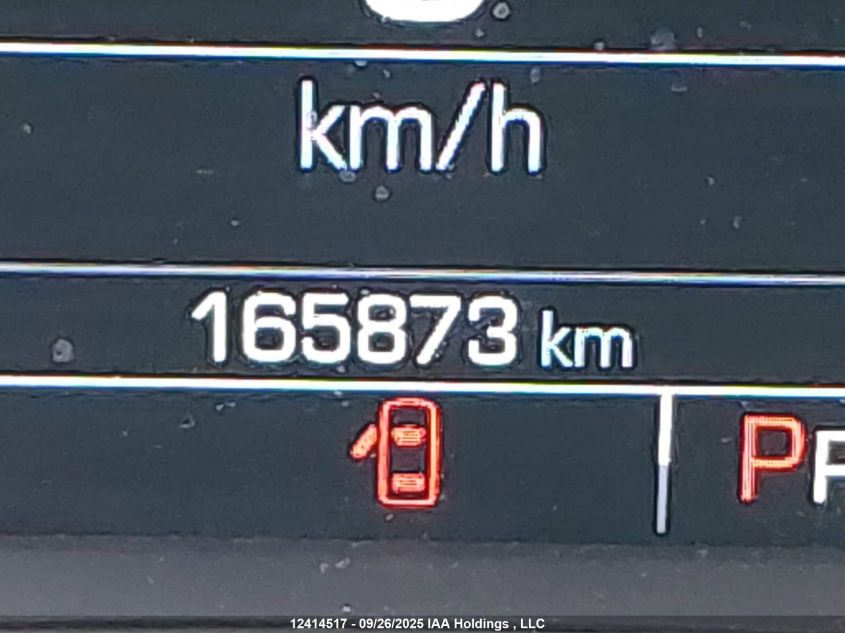 km/h
165873 km
P
12414517 - 09/26/2025 IAA Holdings , LLC